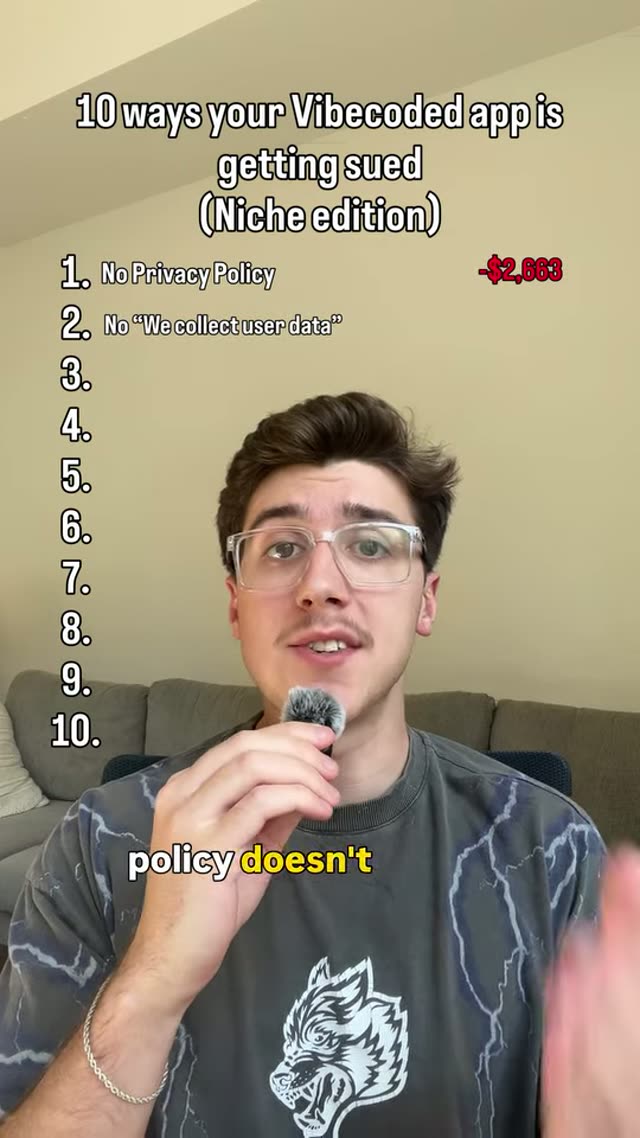 10 ways your Vibecoded app is
getting sued
(Niche edition)
1. No Privacy Policy -$2,663
2. No “We collect user data”
3.
4.
5.
6.
7.
8.
9.
10.
policy doesn't